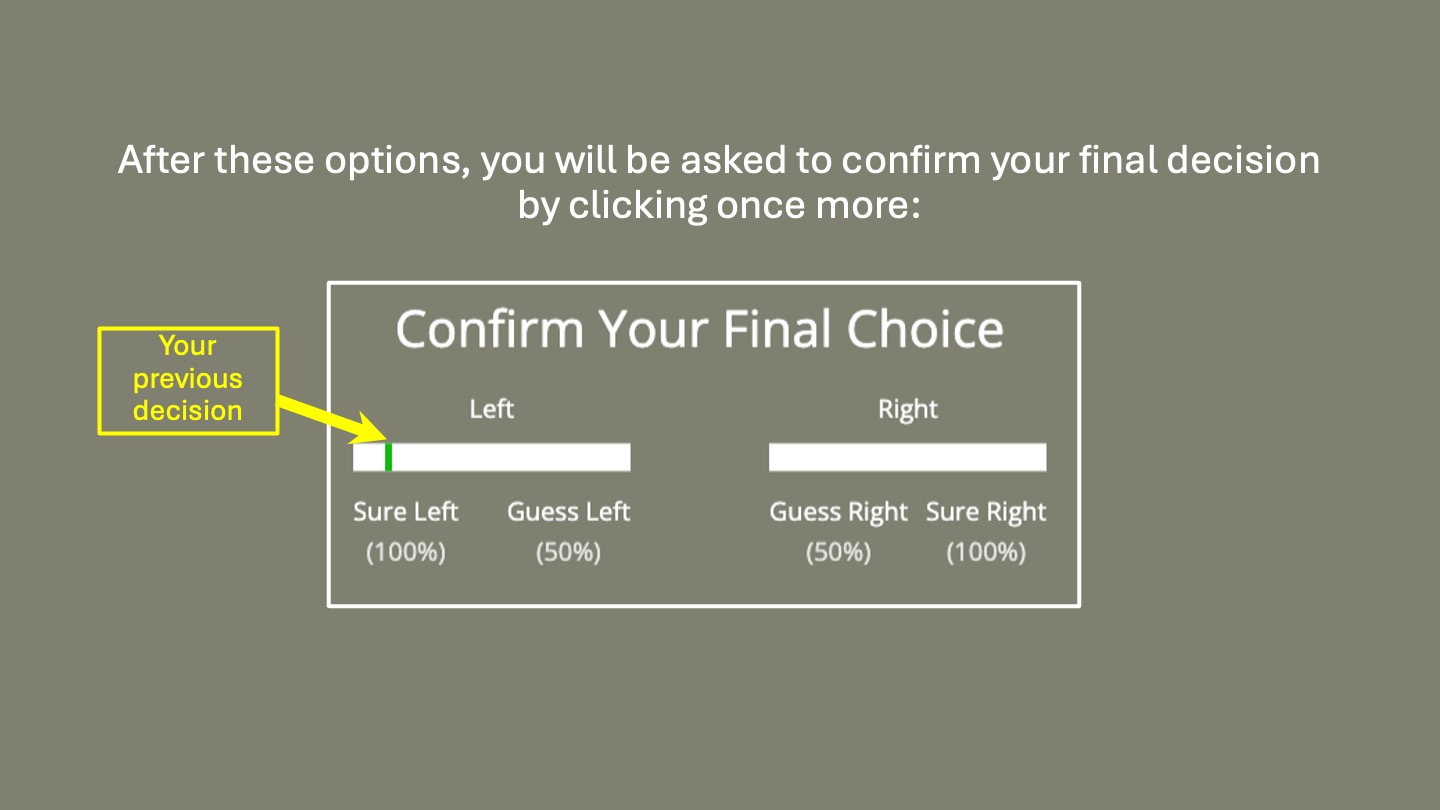 After these options, you will be asked to confirm your final decision
by clicking once more:
Your
previous
decision
Confirm Your Final Choice
Left
Right
Sure Left
Guess Left
Guess Right
Sure Right
(100%)
(50%)
(50%)
(100%)